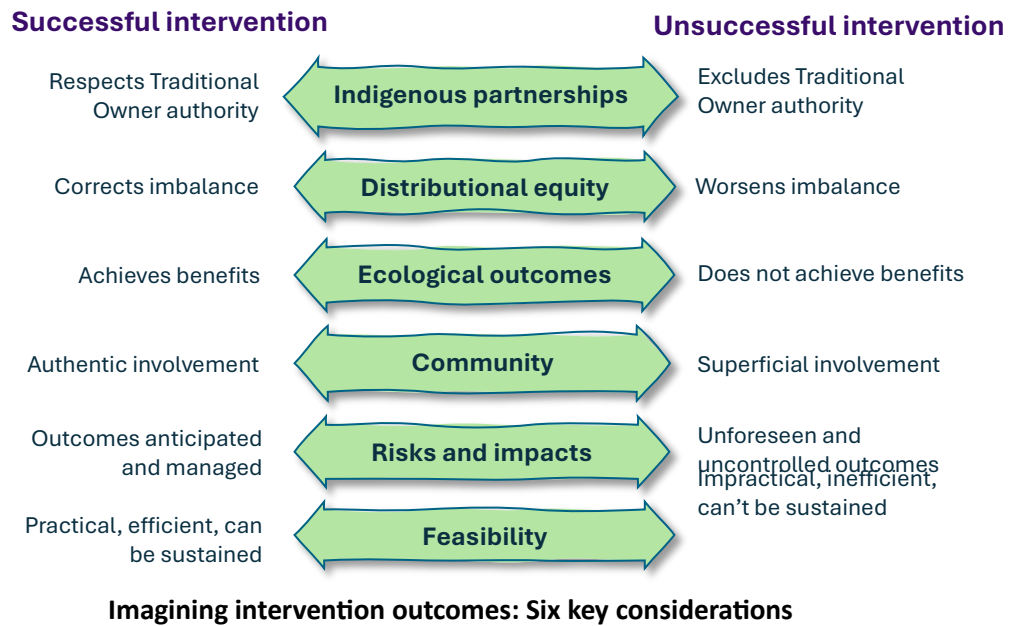 Successful intervention
Unsuccessful intervention
Respects Traditional
Owner authority
Indigenous partnerships
Excludes Traditional
Owner authority
Corrects imbalance
Distributional equity
Worsens imbalance
Achieves benefits
Ecological outcomes
Does not achieve benefits
Authentic involvement
Community
Superficial involvement
Outcomes anticipated
and managed
Risks and impacts
Unforeseen and
uncontrolled outcomes
Practical, efficient, can
be sustained
Feasibility
Impractical, inefficient,
can’t be sustained
Imagining intervention outcomes: Six key considerations